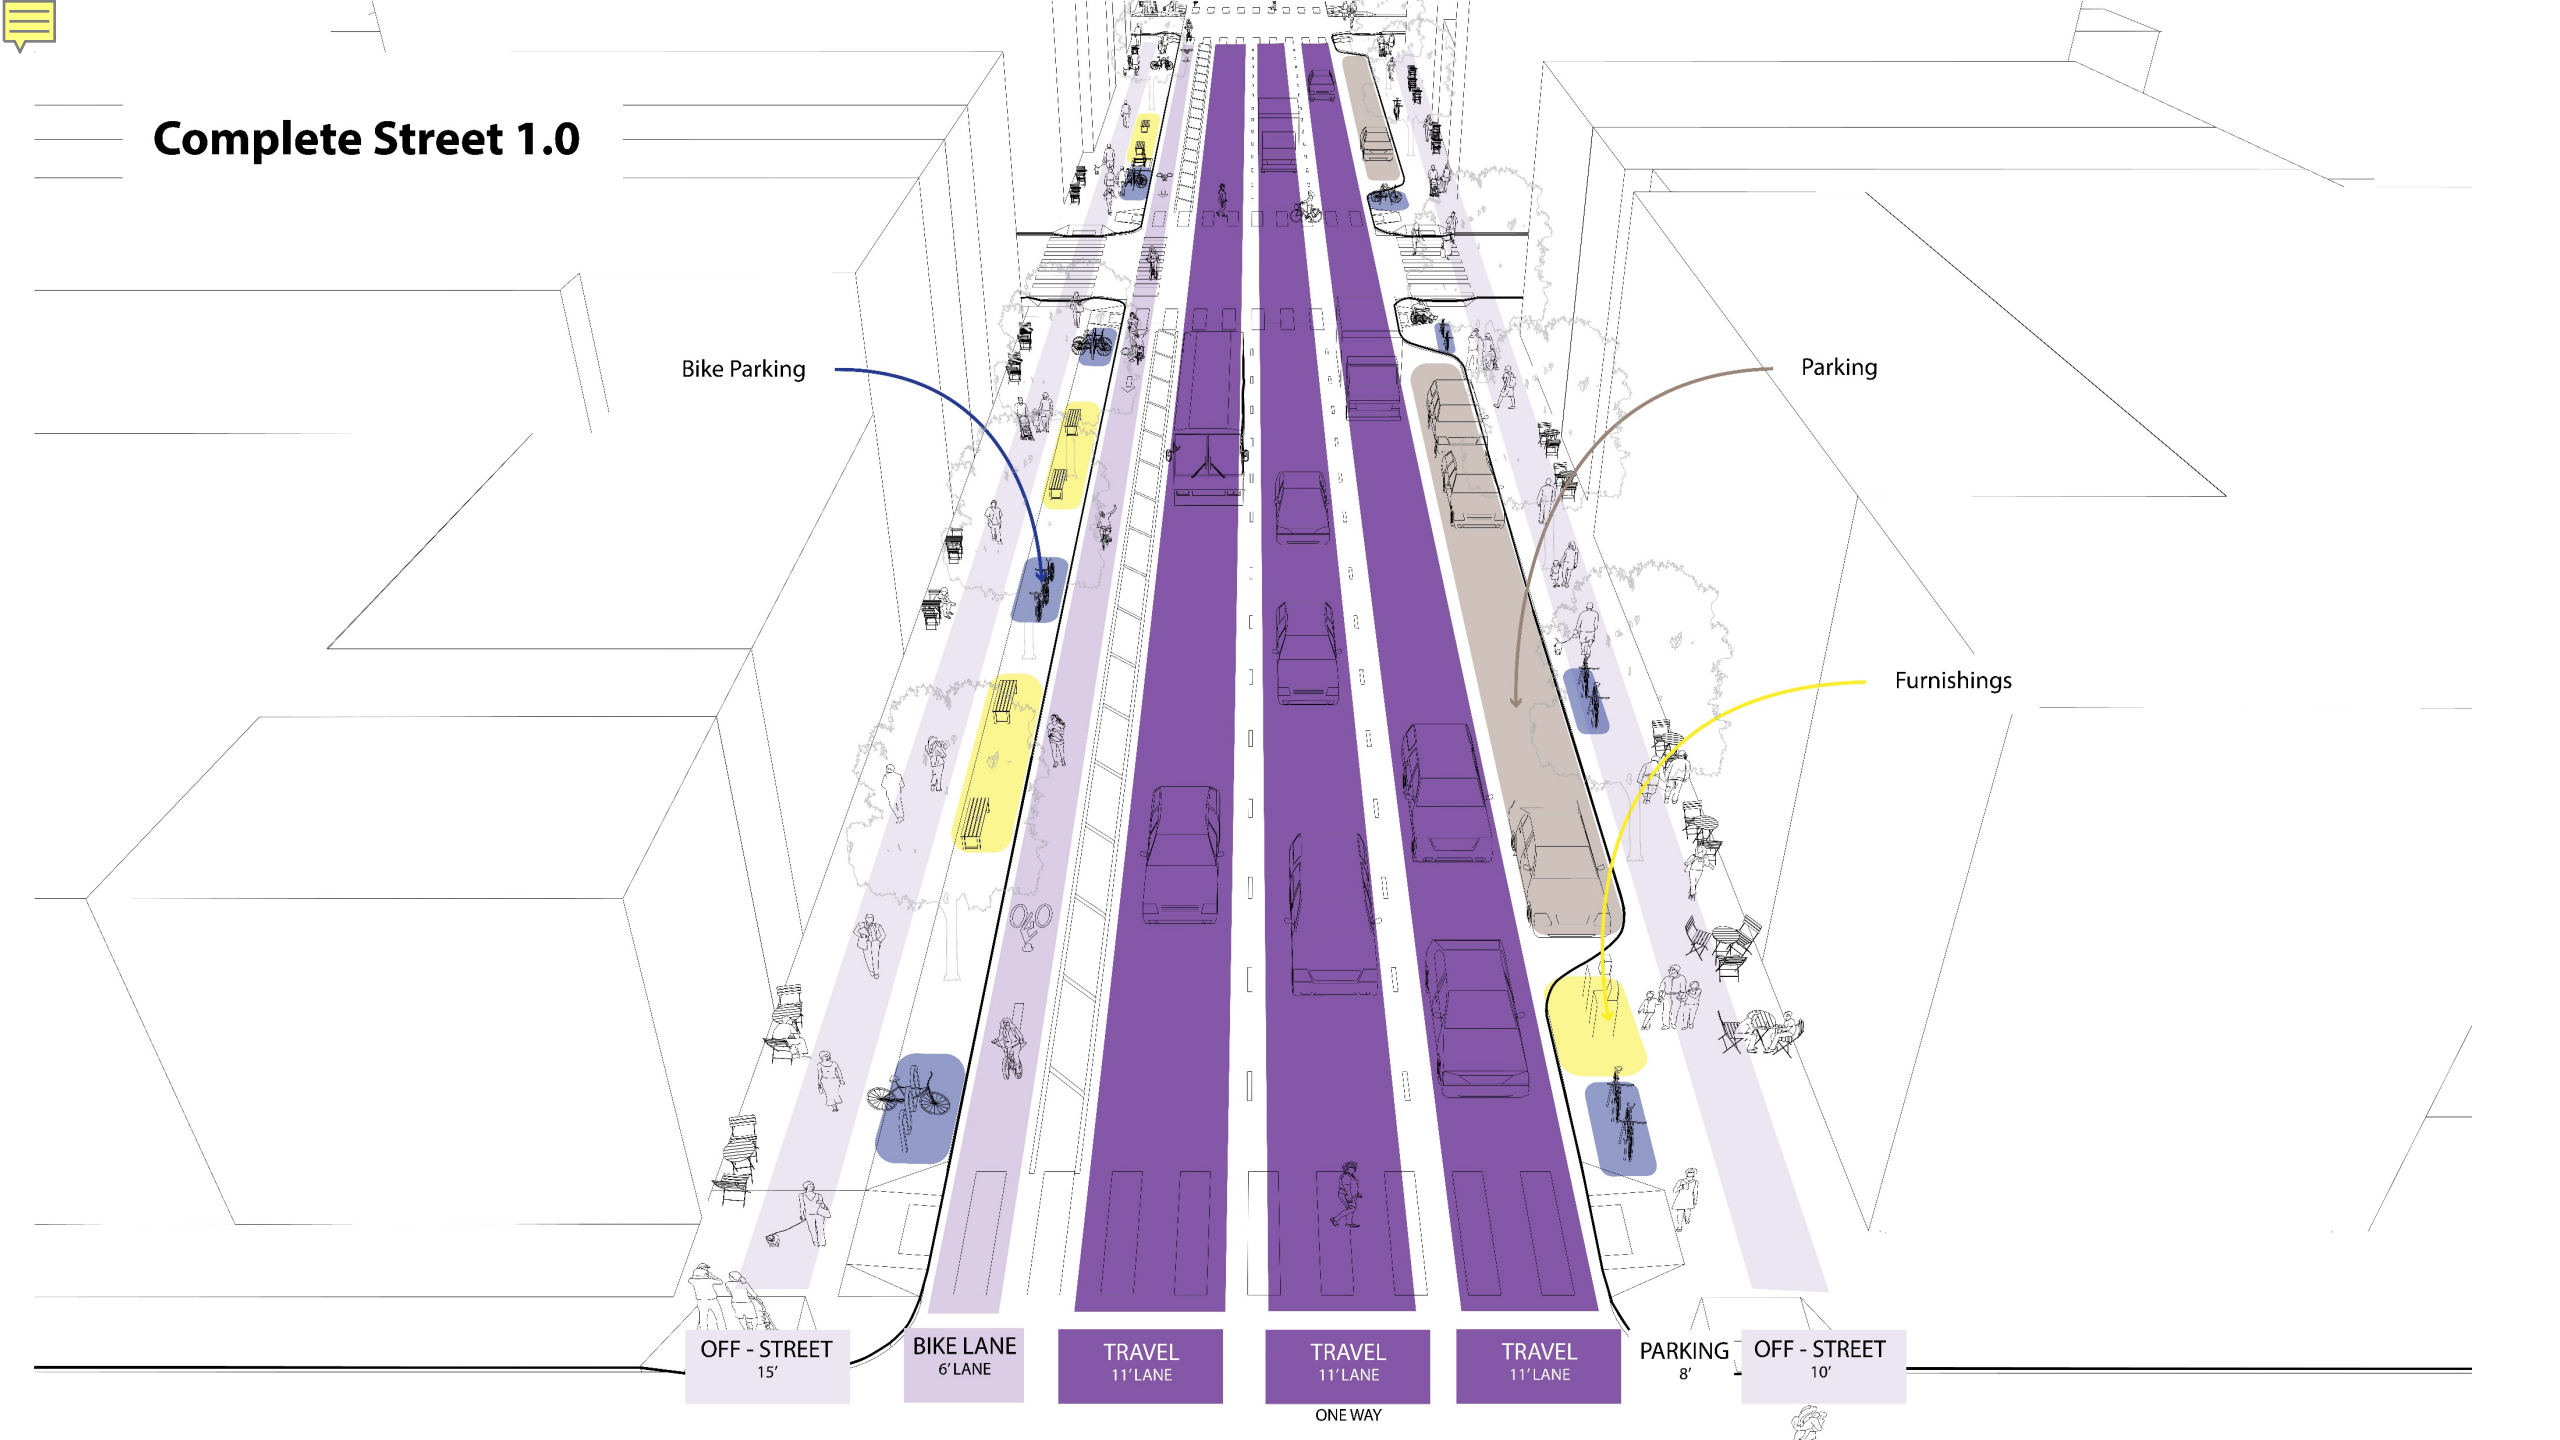 Complete Street 1.0
Bike Parking
Parking
Furnishings
OFF - STREET
15’
BIKE LANE
6’ LANE
TRAVEL
11’ LANE
TRAVEL
11’ LANE
ONE WAY
TRAVEL
11’ LANE
PARKING
8’
OFF - STREET
10’